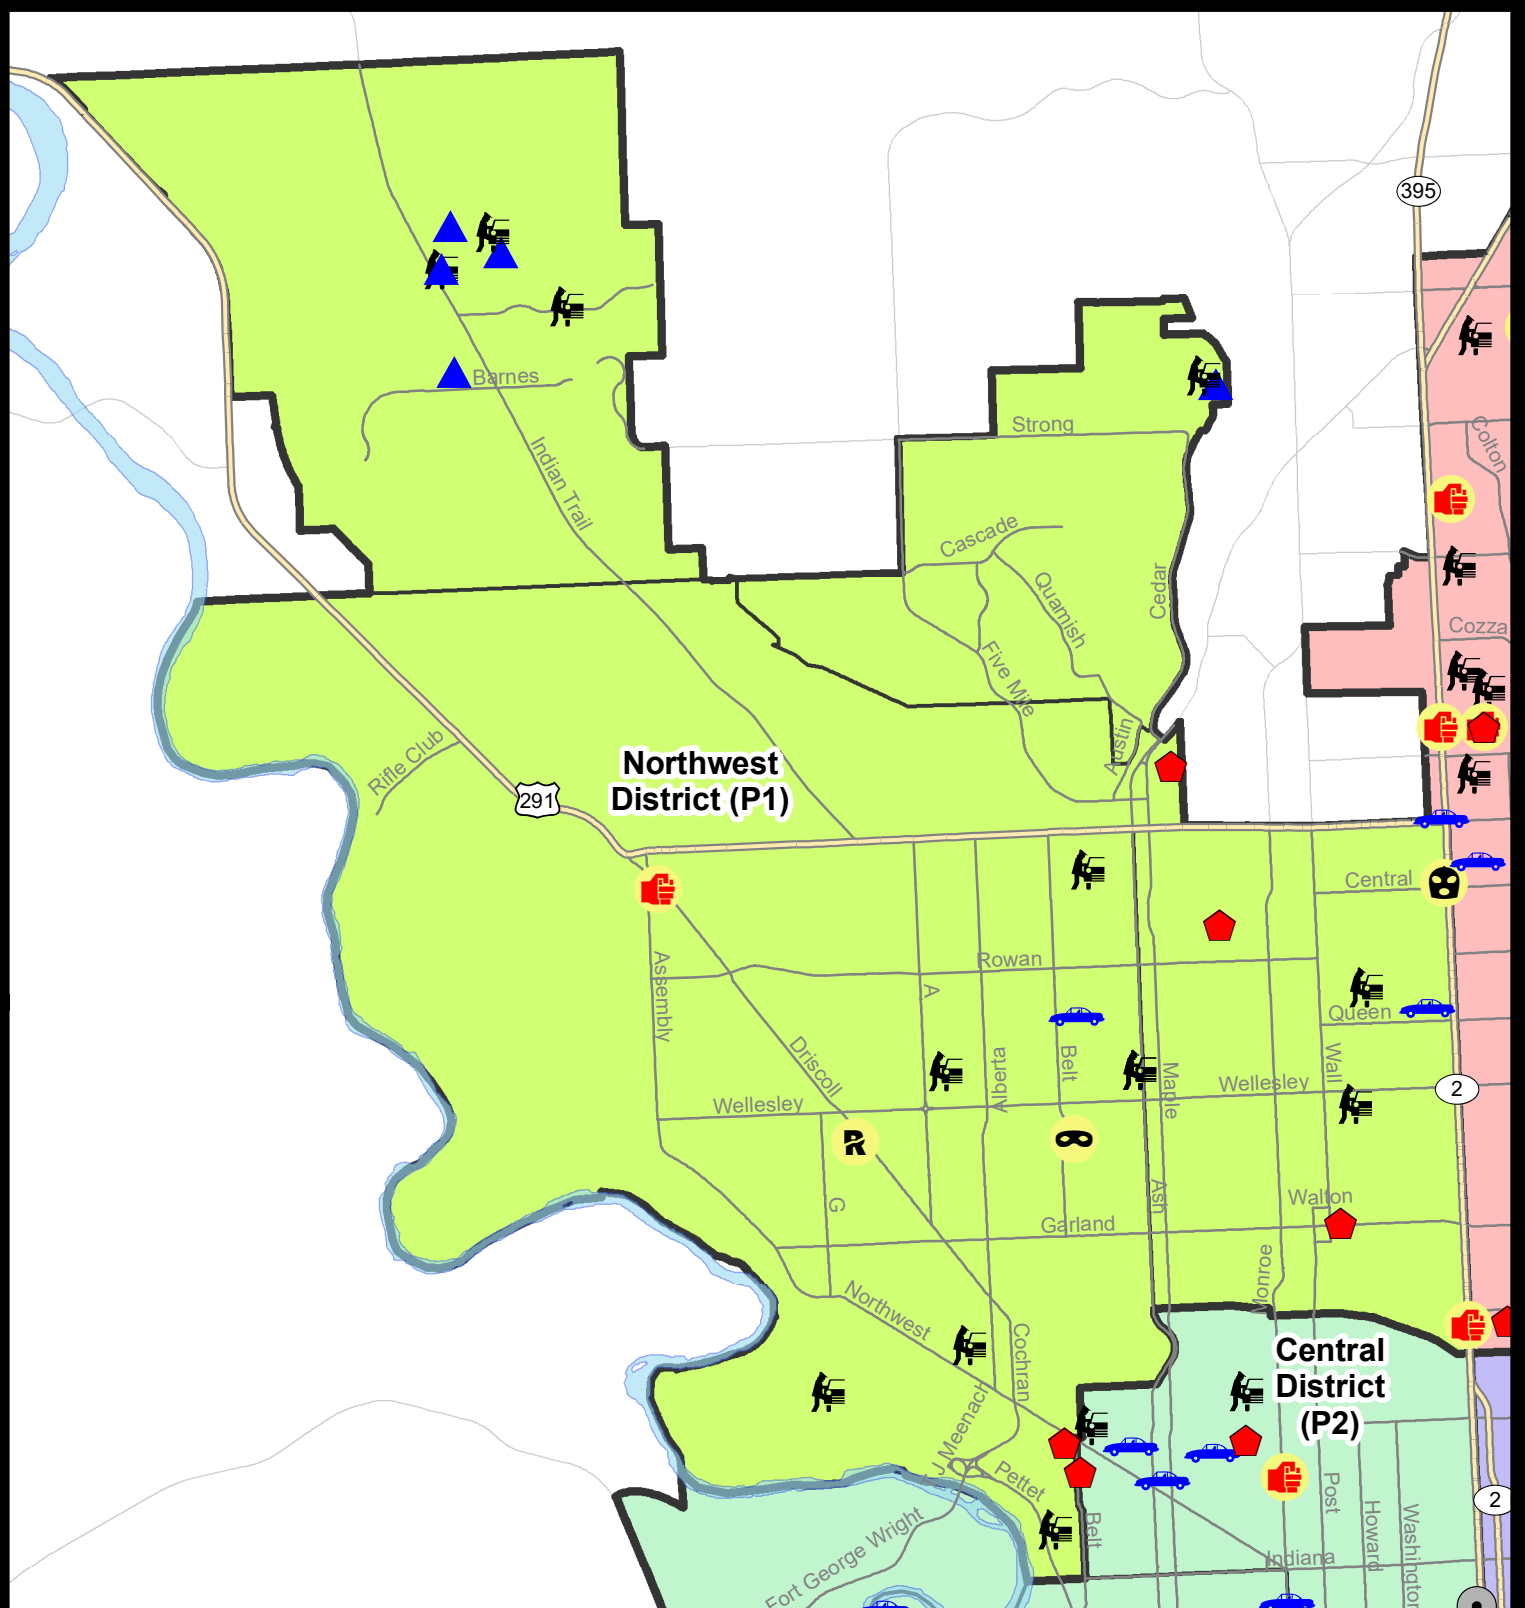 395
Barnes
Strong
Colton
Indian Trail
Cascade
Quamish
Cedar
Cozza
Five Mile
Austin
Rifle Club
Northwest
District (P1)
291
Central
Assembly
Rowan
A
Queen
Driscoll
Alberta
Belt
Maple
Wall
Wellesley
2
Wellesley
R
G
Ash
Walton
Garland
Monroe
Northwest
Cochran
Central
District
(P2)
J Meenach
Pettet
Post
Howard
Washington
2
Belt
Fort George Wright
Indiana